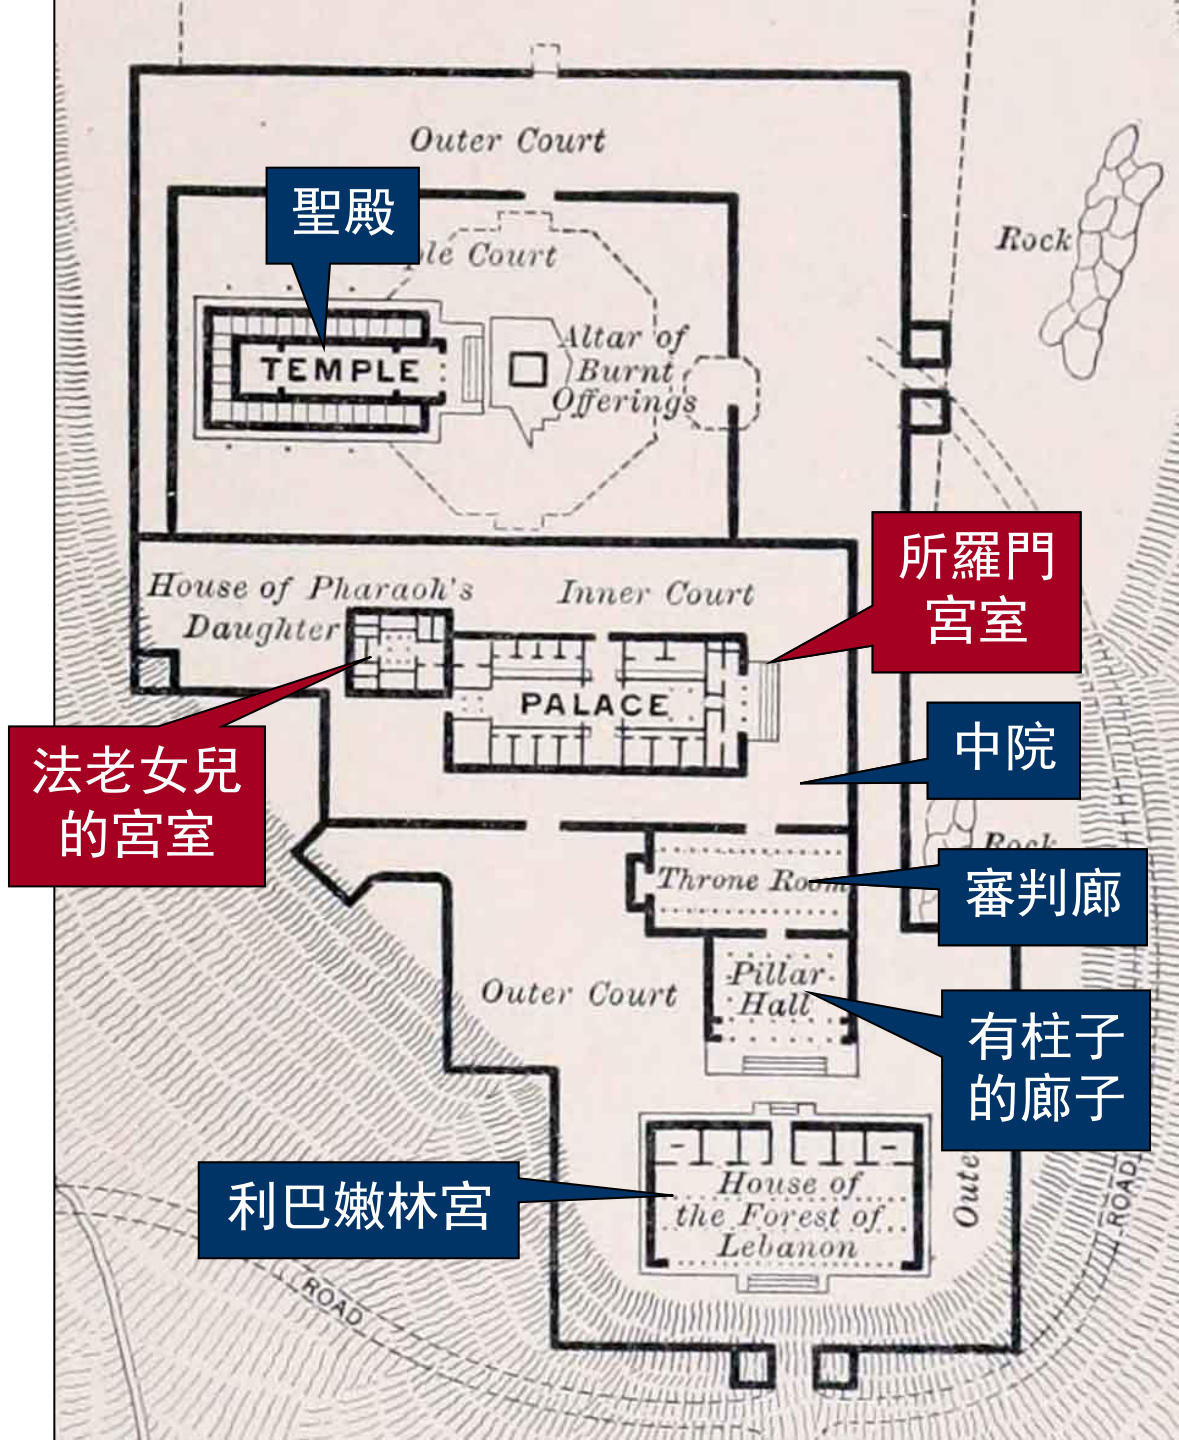 Outer Court
聖殿
ple Court
Rock
Altar of
Burnt
Offerings
TEMPLE
所羅門
宮室
House of Pharaoh's
Daughter
Inner Court
PALACE
中院
法老女兒
的宮室
Rock
Throne Room
審判廊
Pillar
Hall
Outer Court
有柱子
的廊子
利巴嫩林宮
House of
the Forest of
Lebanon
Oute
ROAD
ROAD